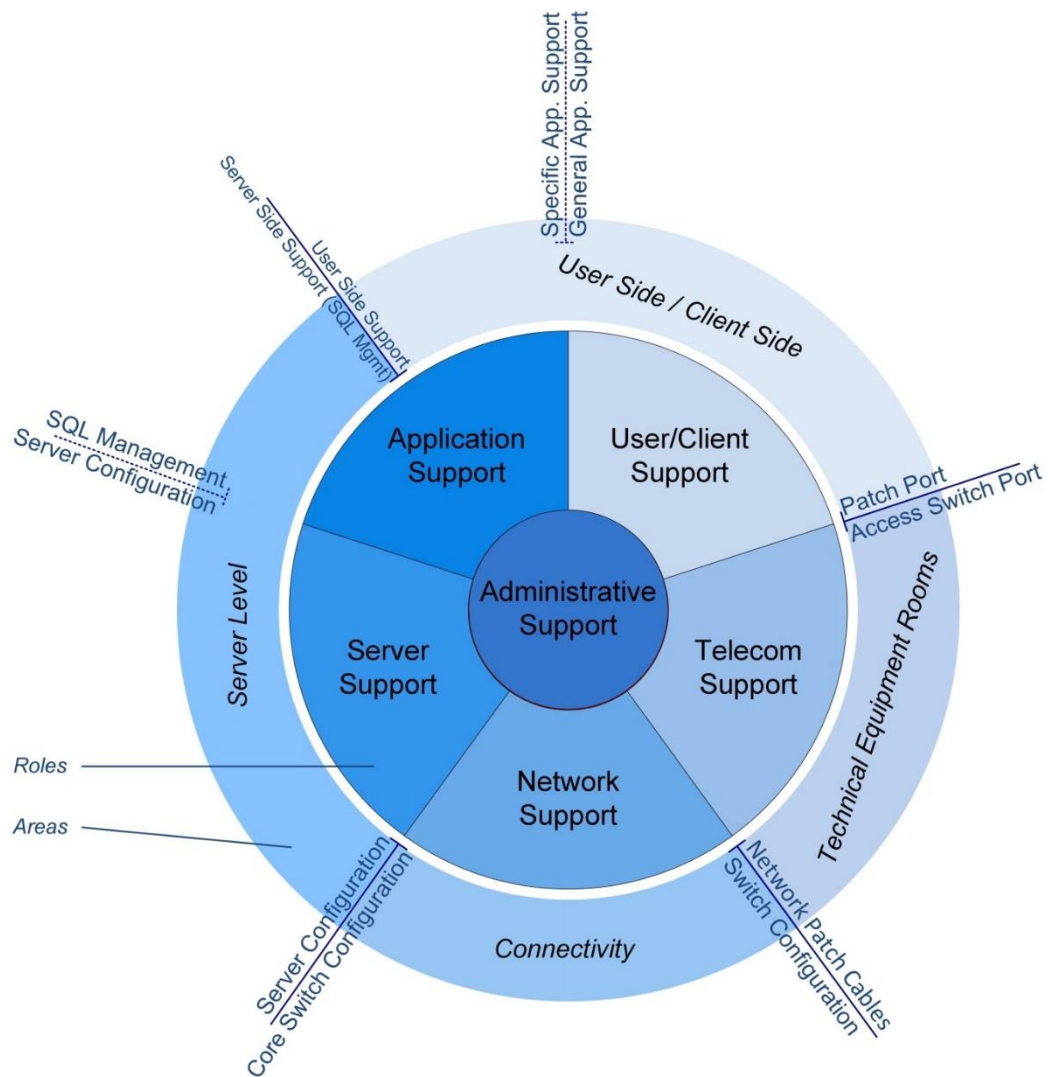 Specific App. Support
General App. Support
User Side Support
Server Side Support (SQL Mgmt)
User Side / Client Side
SQL Management
Server Configuration
Application
Support
User/Client
Support
Patch Port
Access Switch Port
Administrative
Support
Server Level
Server
Support
Telecom
Support
Technical Equipment Rooms
Roles
Network
Support
Areas
Server Configuration
Core Switch Configuration
Connectivity
Network Patch Cables
Switch Configuration